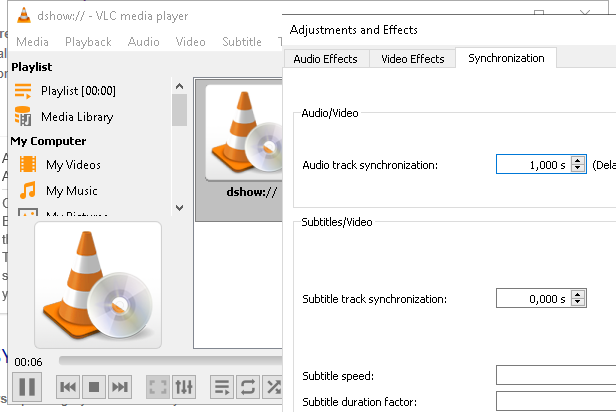 dshow:// - VLC media player
Media Playback Audio Video Subtitle
Playlist
Playlist [00:00]
Media Library
My Computer
My Videos
My Music
My Pictures
dshow://
00:06
Adjustments and Effects
Audio Effects Video Effects Synchronization
Audio/Video
Audio track synchronization: 1,000 s (Dela
Subtitles/Video
Subtitle track synchronization: 0,000 s
Subtitle speed:
Subtitle duration factor: